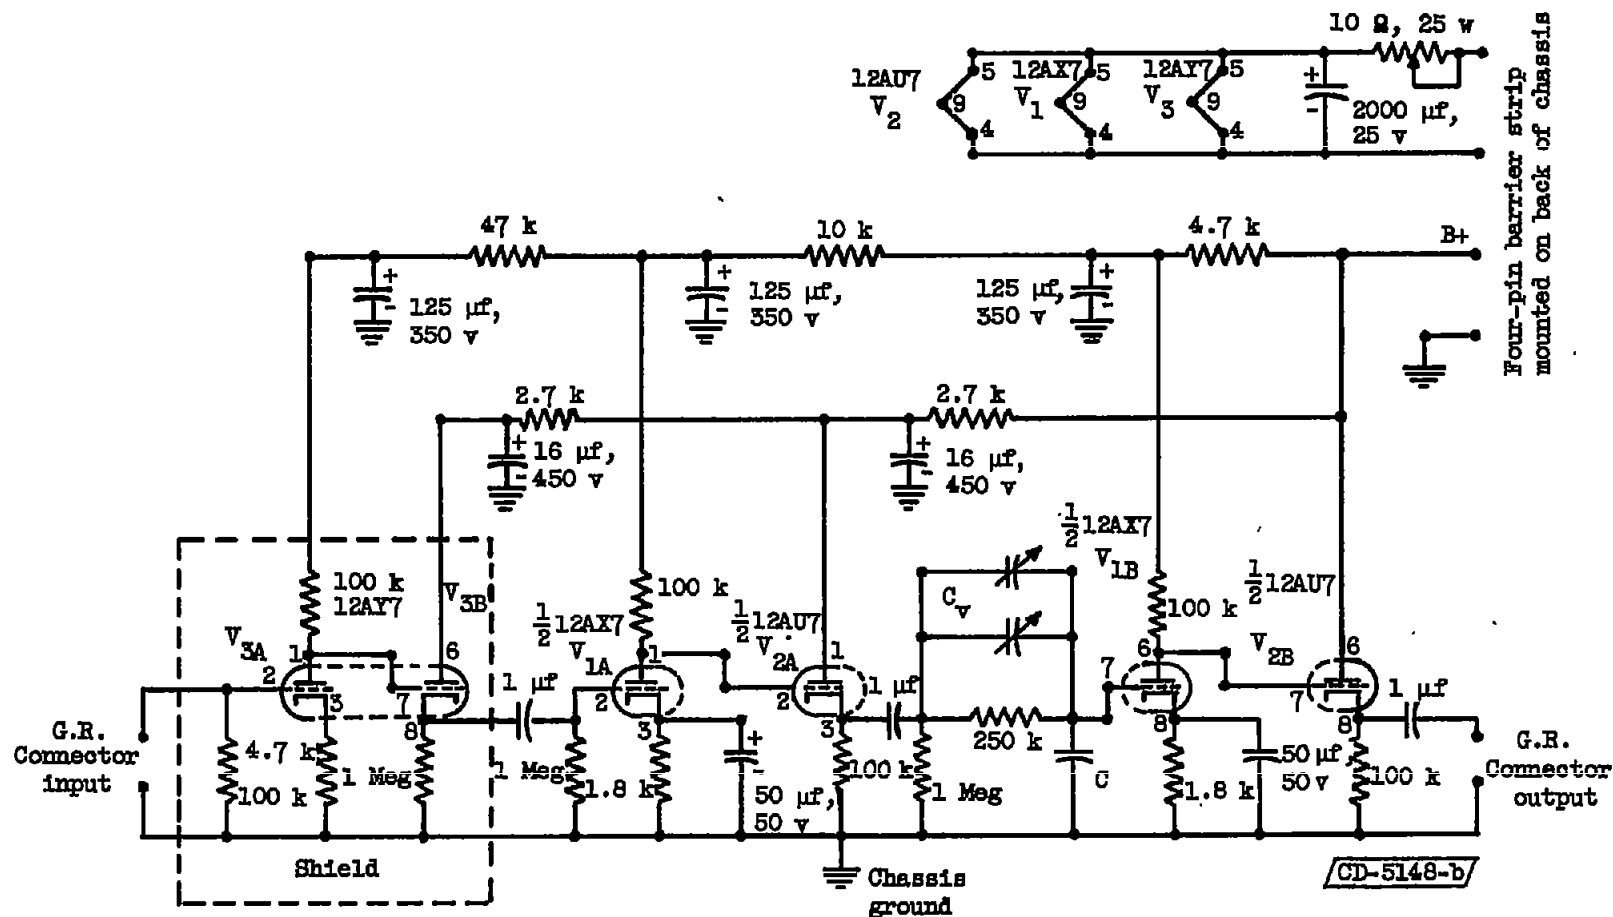 10 Ω, 25 w
12AU7
V2
5
9
4
12AX7
V1
5
9
4
12AY7
V3
5
9
4
+
-
2000 μf,
25 v
Four-pin barrier strip
mounted on back of chassis
47 k
10 k
4.7 k
B+
+
-
125 μf,
350 v
+
-
125 μf,
350 v
125 μf,
350 v
+
-
2.7 k
2.7 k
+
-
16 μf,
450 v
+
-
16 μf,
450 v
100 k
12AY7
V3A
V3B
1
2
3
6
7
8
1/2 12AX7
V1A
100 k
1
2
3
1/2 12AU7
V2A
1
2
3
Cv
1/2 12AX7
V1B
100 k
6
7
8
1/2 12AU7
V2B
6
7
8
1 μf
1 μf
1 μf
G.R.
Connector
input
4.7 k
100 k
1 Meg
1 Meg
1.8 k
+
-
50 μf,
50 v
100 k
1 Meg
250 k
C
1.8 k
50 μf,
50 v
100 k
G.R.
Connector
output
Shield
Chassis
ground
CD-5148-b